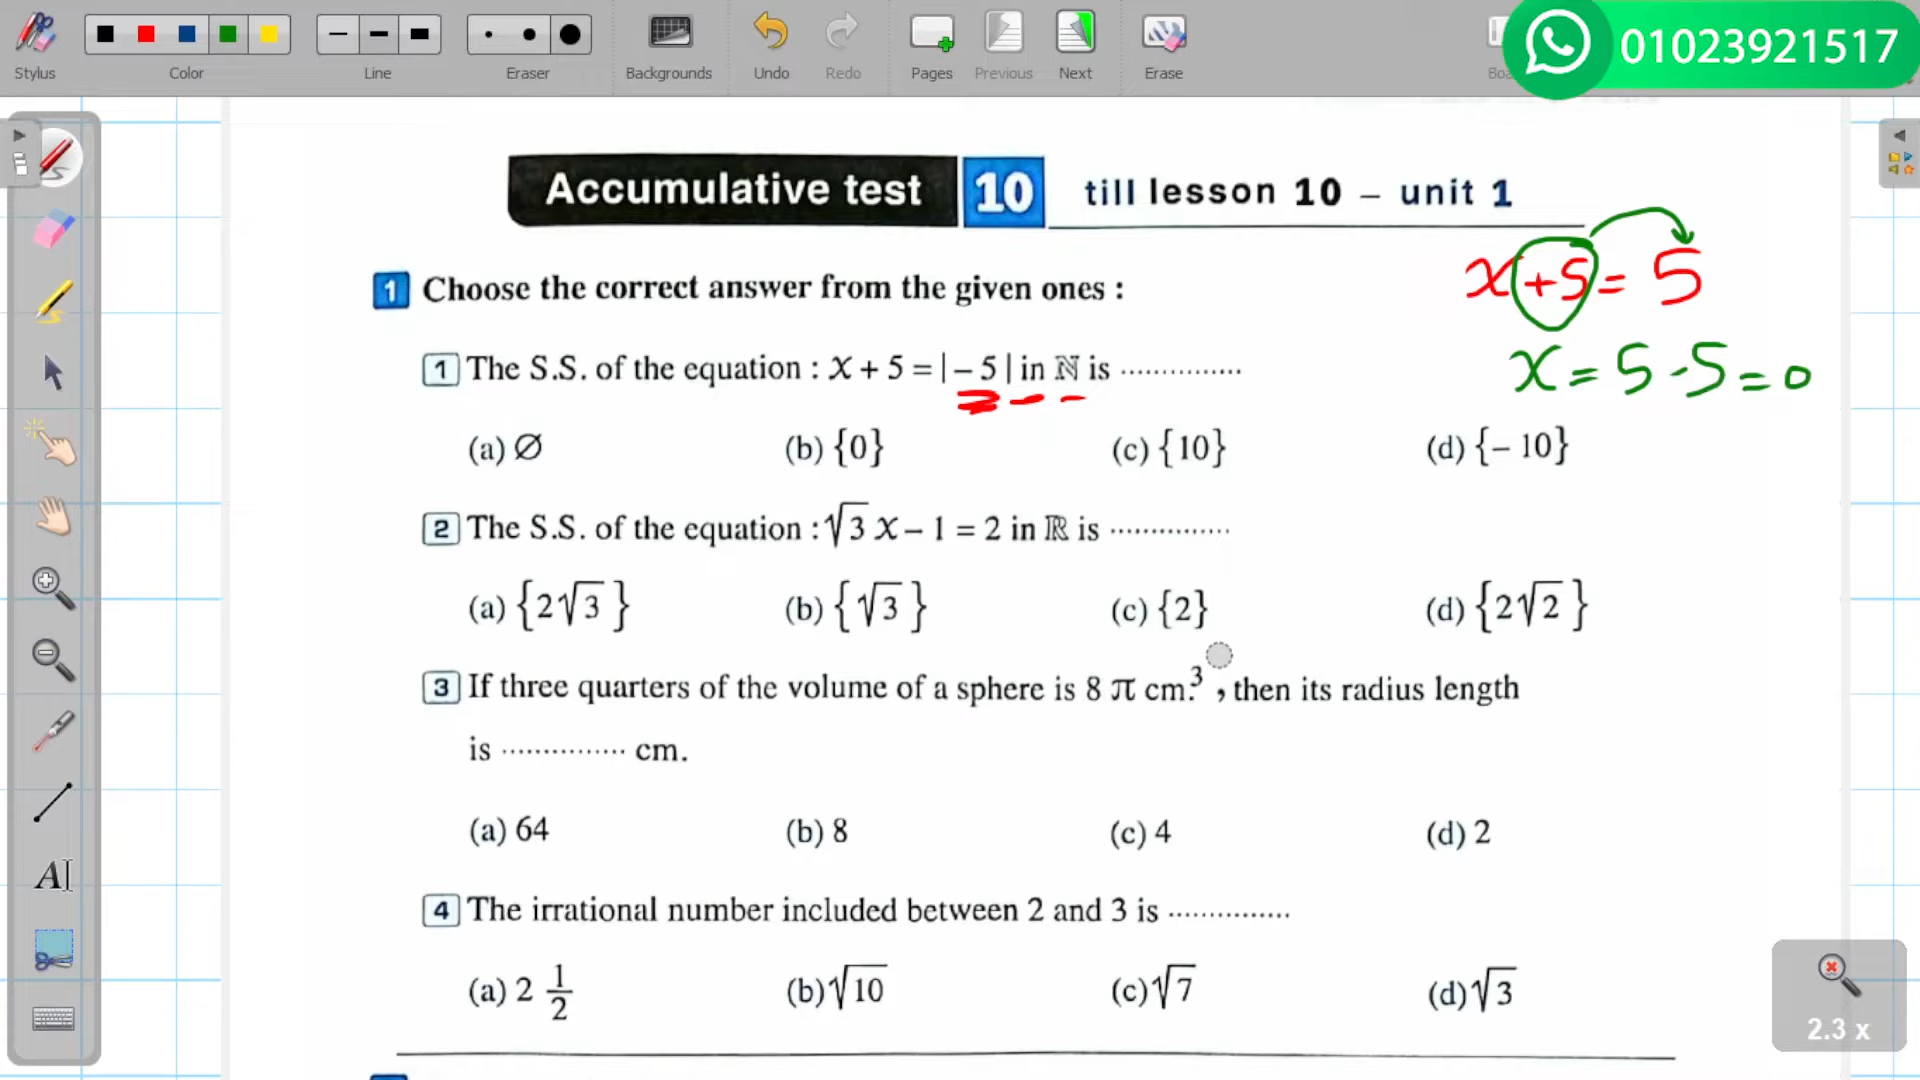 Stylus Color Line Eraser Backgrounds Undo Redo Pages Previous Next Erase
01023921517
Accumulative test 10 till lesson 10 – unit 1
x + 5 = 5
1 Choose the correct answer from the given ones :
x = 5 - 5 = 0
1 The S.S. of the equation : x + 5 = | – 5 | in ℕ is ..............
(a) ∅ (b) {0} (c) {10} (d) {– 10}
2 The S.S. of the equation : √3 x – 1 = 2 in ℝ is ..............
(a) {2√3} (b) {√3} (c) {2} (d) {2√2}
3 If three quarters of the volume of a sphere is 8 π cm.³ , then its radius length
is .............. cm.
(a) 64 (b) 8 (c) 4 (d) 2
4 The irrational number included between 2 and 3 is ..............
(a) 2 1/2 (b) √10 (c) √7 (d) √3
2.3 x